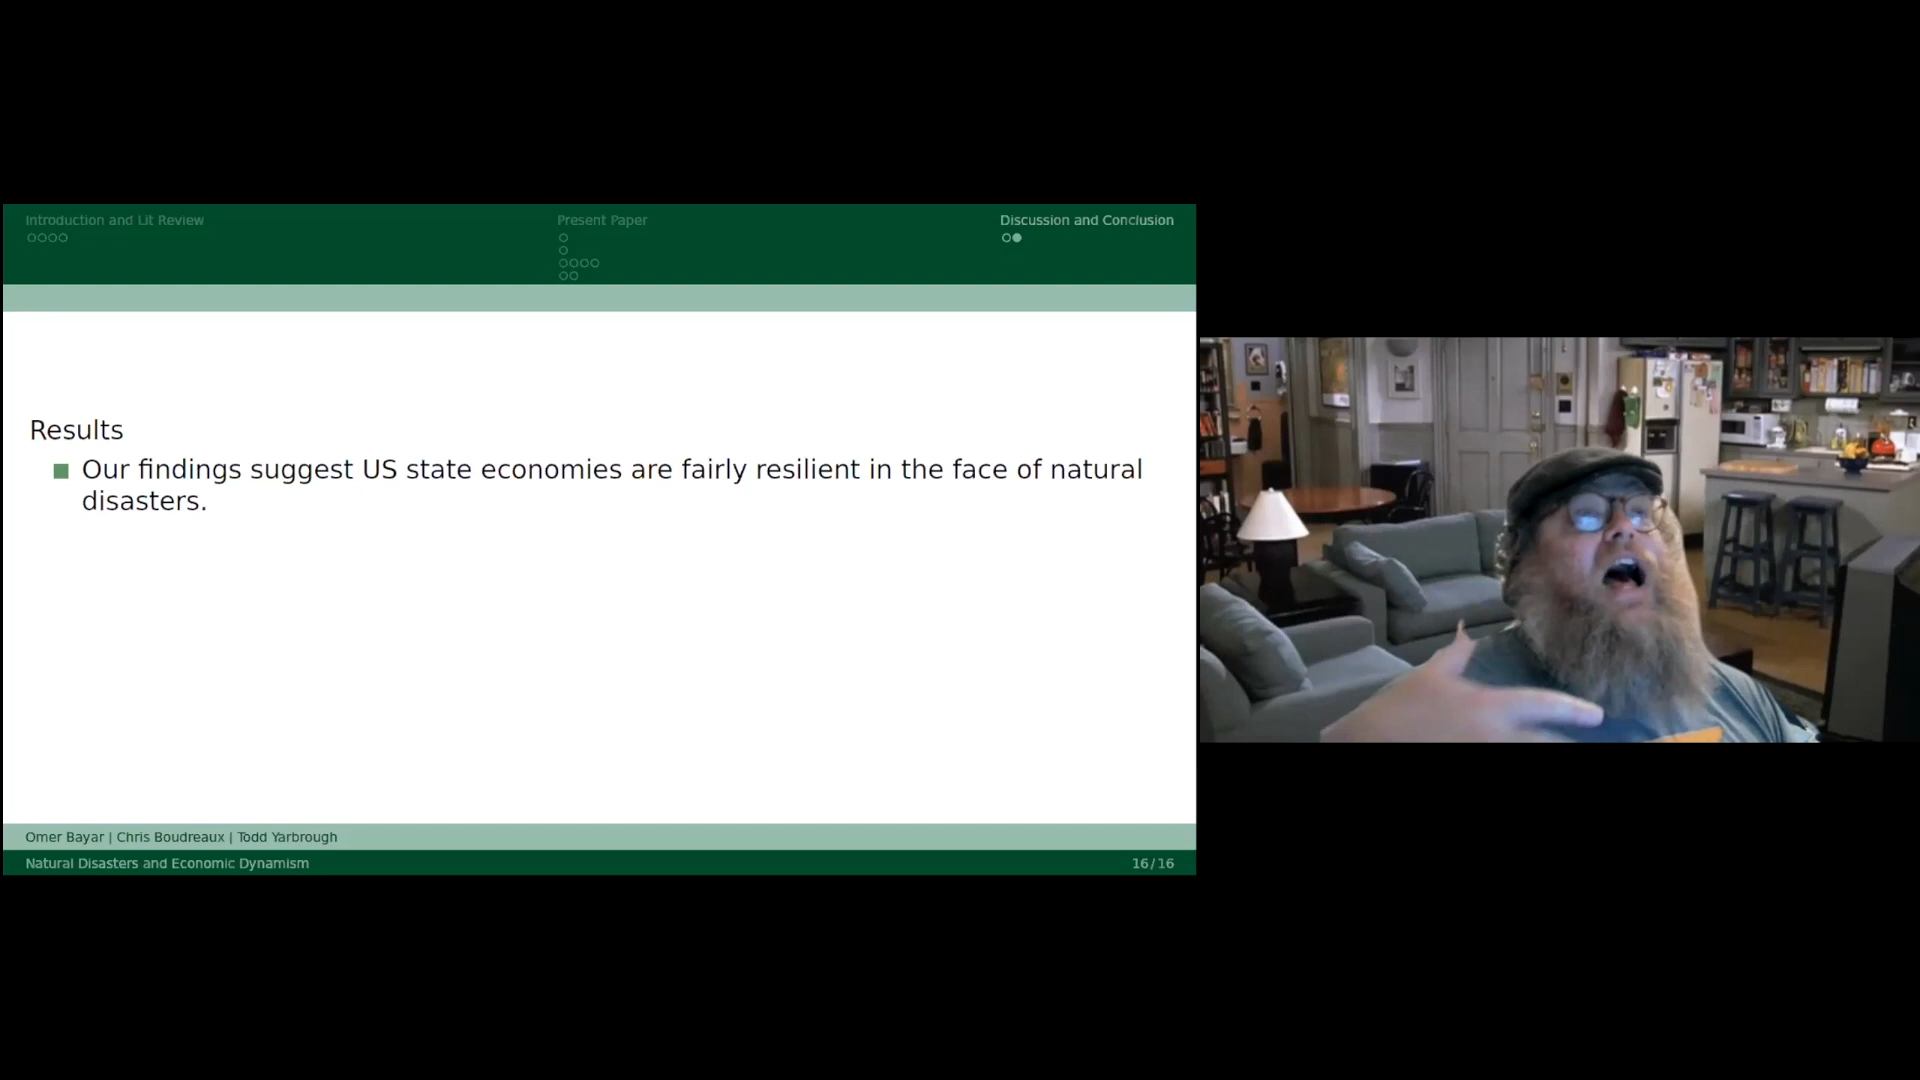 Introduction and Lit Review
Present Paper
Discussion and Conclusion
Results
Our findings suggest US state economies are fairly resilient in the face of natural
disasters.
Omer Bayar | Chris Boudreaux | Todd Yarbrough
Natural Disasters and Economic Dynamism
16/16